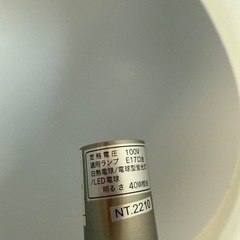 定格電圧 100V
適用ランプ E17口金
白熱電球/電球型蛍光灯
/LED電球
明るさ 40W相当
NT.2210